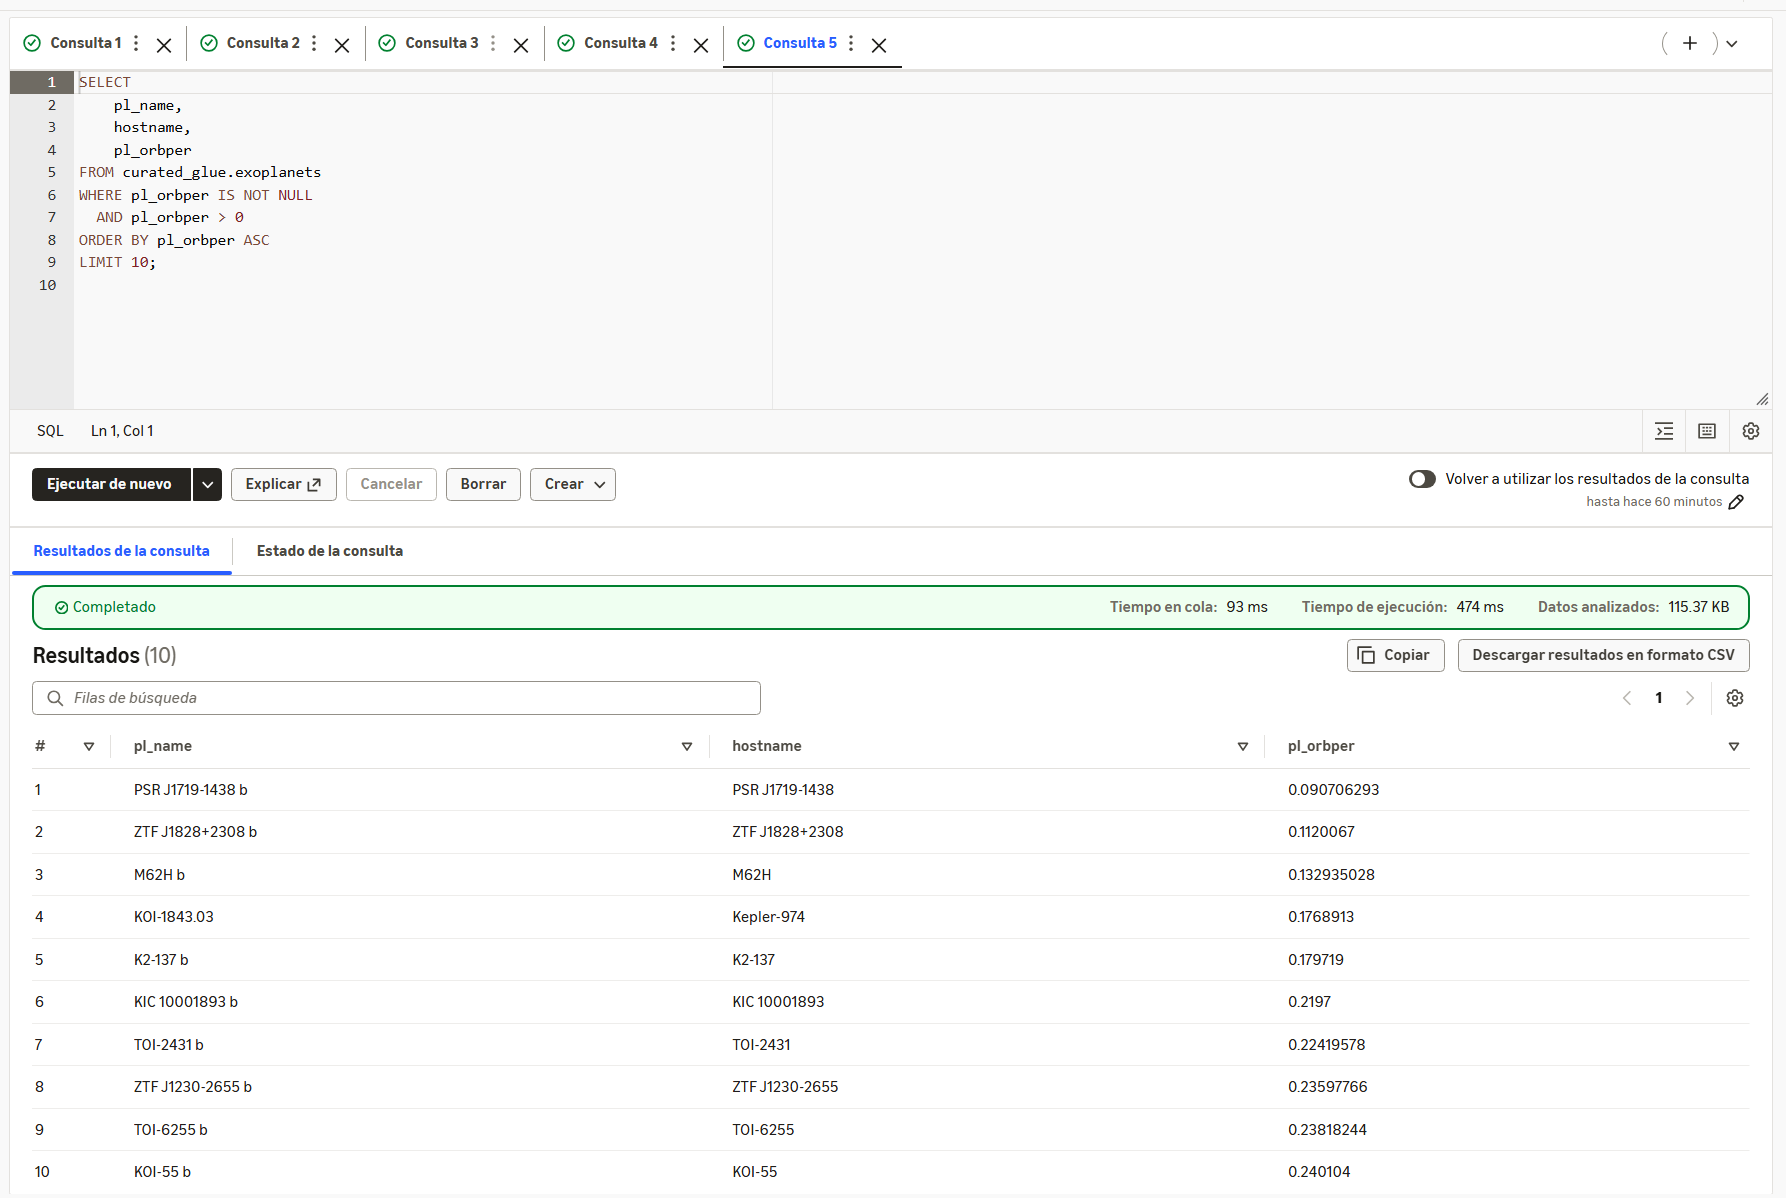 Consulta 1
Consulta 2
Consulta 3
Consulta 4
Consulta 5
1 SELECT
2 pl_name,
3 hostname,
4 pl_orbper
5 FROM curated_glue.exoplanets
6 WHERE pl_orbper IS NOT NULL
7 AND pl_orbper > 0
8 ORDER BY pl_orbper ASC
9 LIMIT 10;
10
SQL Ln 1, Col 1
Ejecutar de nuevo Explicar Cancelar Borrar Crear Volver a utilizar los resultados de la consulta
hasta hace 60 minutos
Resultados de la consulta Estado de la consulta
Completado Tiempo en cola: 93 ms Tiempo de ejecución: 474 ms Datos analizados: 115.37 KB
Resultados (10) Copiar Descargar resultados en formato CSV
Filas de búsqueda 1
# pl_name hostname pl_orbper
1 PSR J1719-1438 b PSR J1719-1438 0.090706293
2 ZTF J1828+2308 b ZTF J1828+2308 0.1120067
3 M62H b M62H 0.132935028
4 KOI-1843.03 Kepler-974 0.1768913
5 K2-137 b K2-137 0.179719
6 KIC 10001893 b KIC 10001893 0.2197
7 TOI-2431 b TOI-2431 0.22419578
8 ZTF J1230-2655 b ZTF J1230-2655 0.23597766
9 TOI-6255 b TOI-6255 0.23818244
10 KOI-55 b KOI-55 0.240104